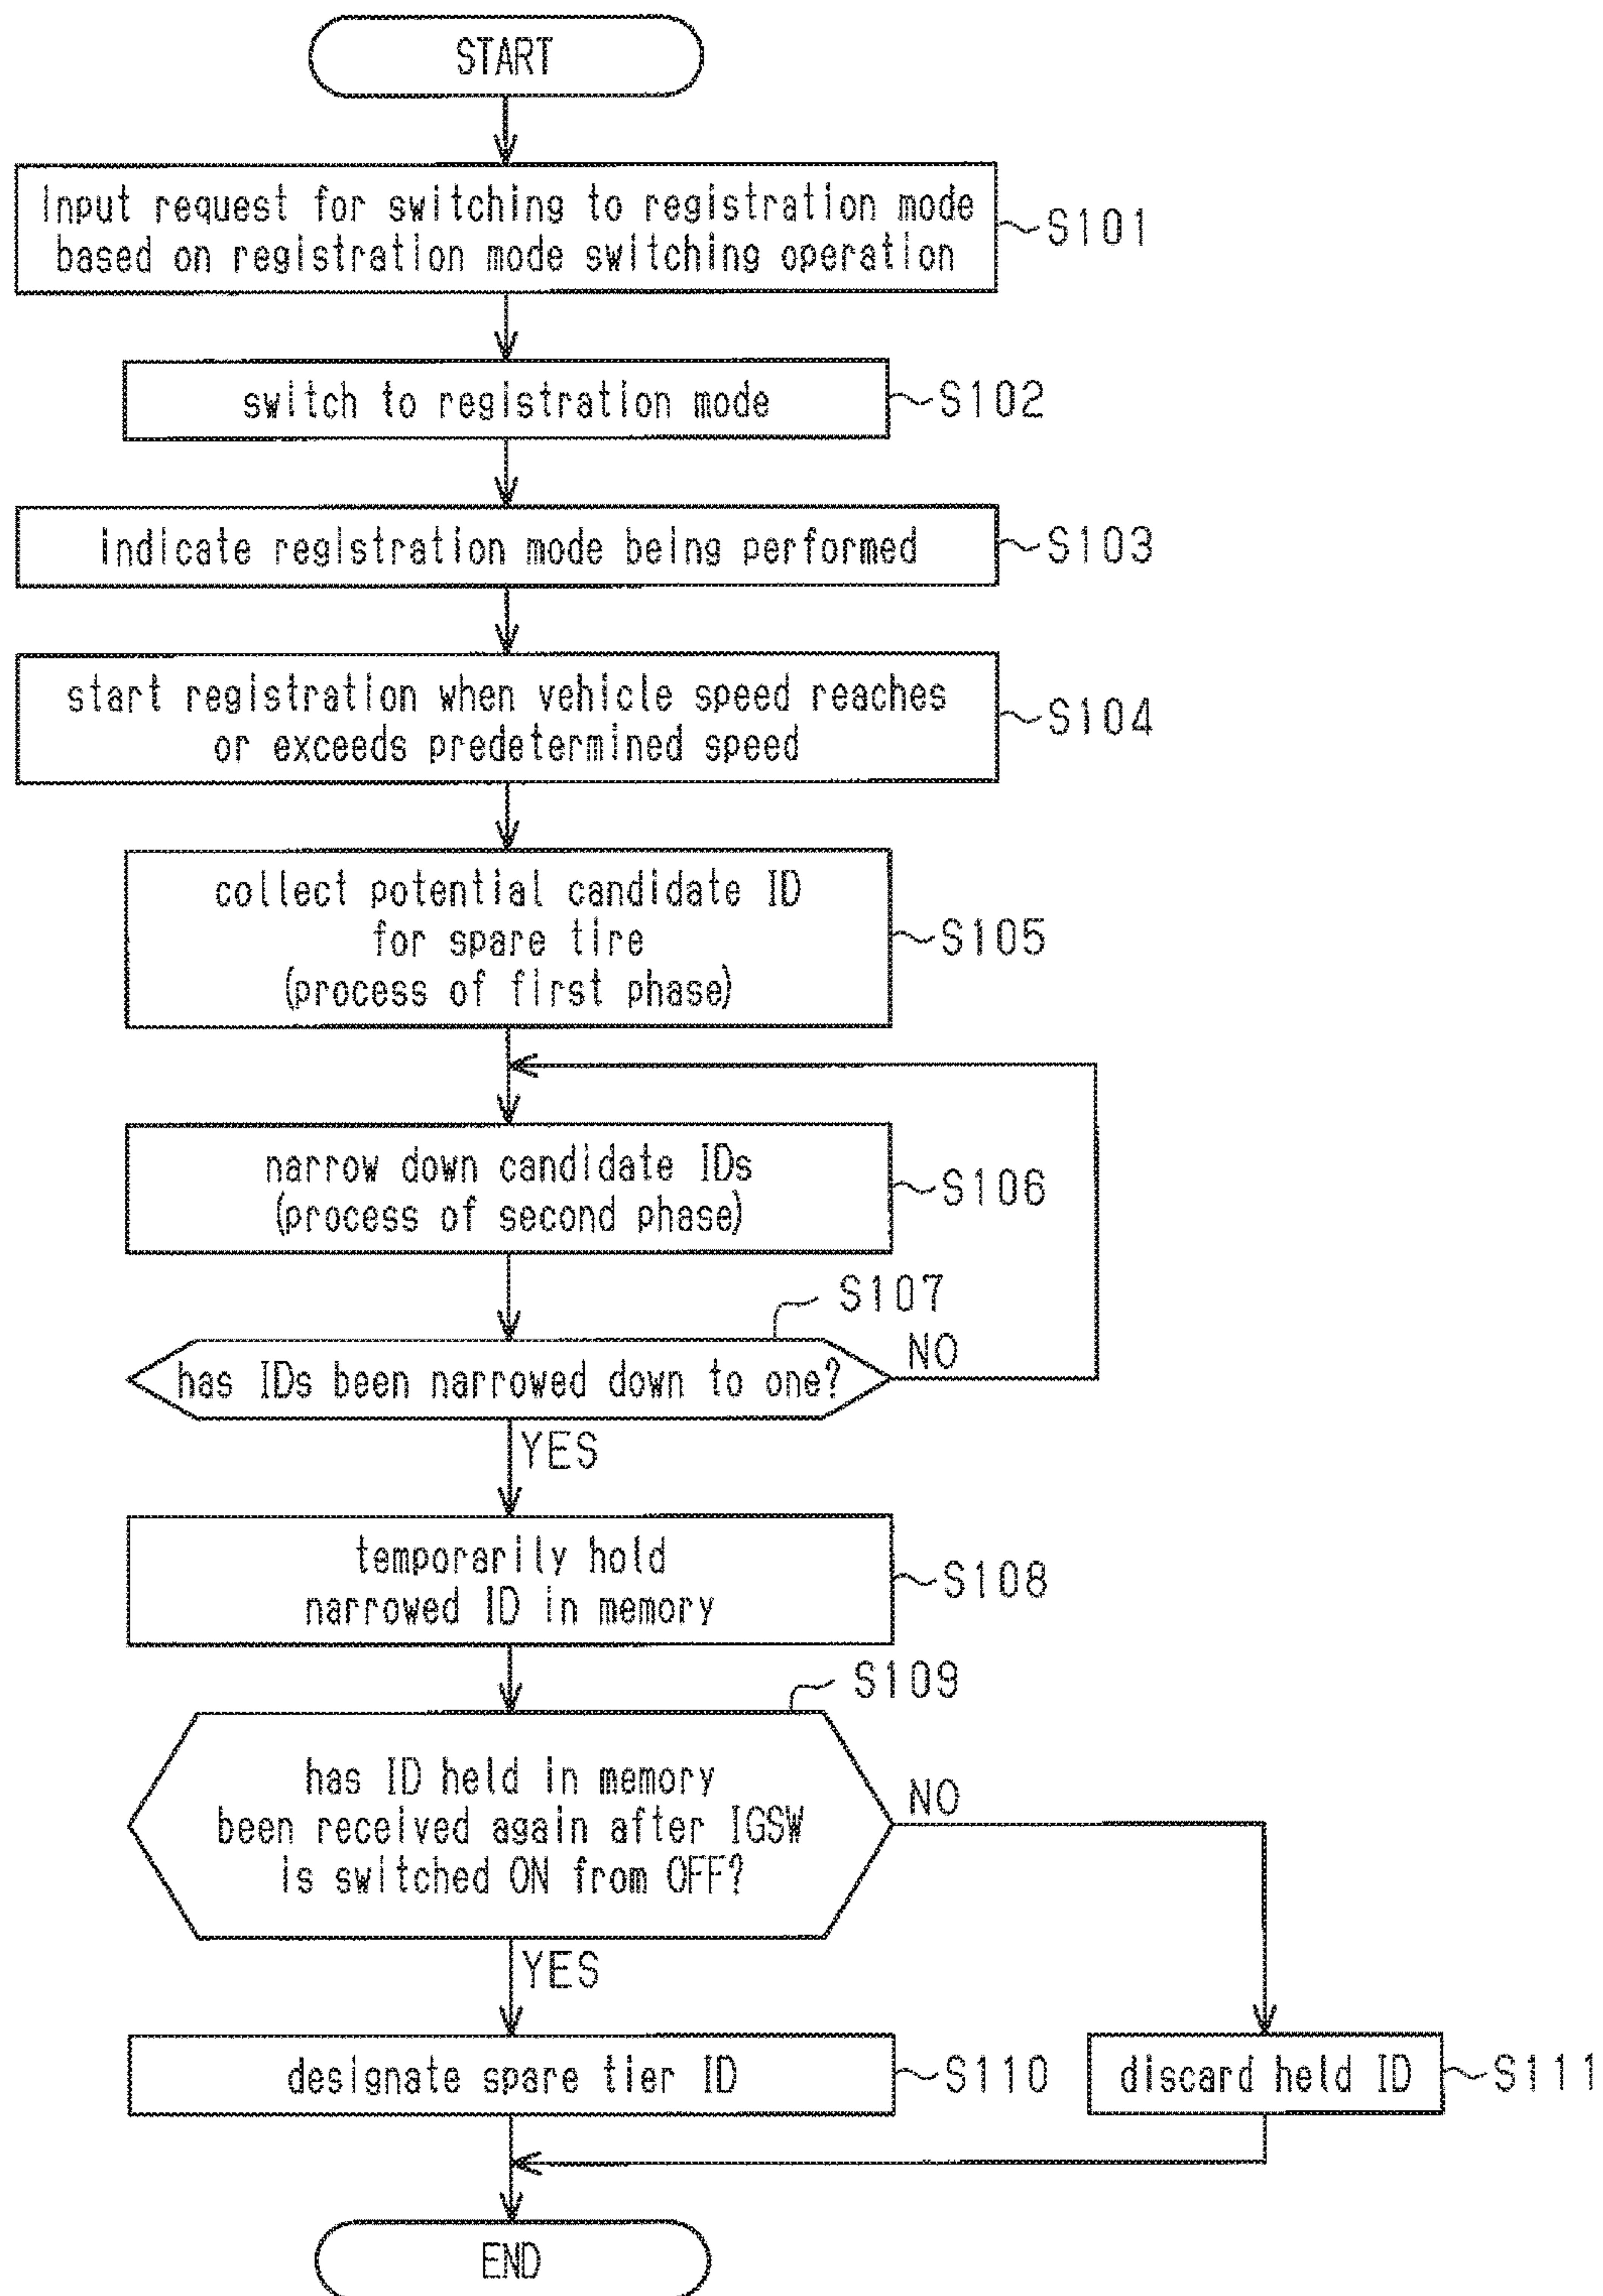 START
input request for switching to registration mode
based on registration mode switching operation
S101
switch to registration mode
S102
indicate registration mode being performed
S103
start registration when vehicle speed reaches
or exceeds predetermined speed
S104
collect potential candidate ID
for spare tire
(process of first phase)
S105
narrow down candidate IDs
(process of second phase)
S106
S107
has IDs been narrowed down to one?
NO
YES
temporarily hold
narrowed ID in memory
S108
S109
has ID held in memory
been received again after IGSW
is switched ON from OFF?
NO
YES
designate spare tier ID
S110
discard held ID
S111
END